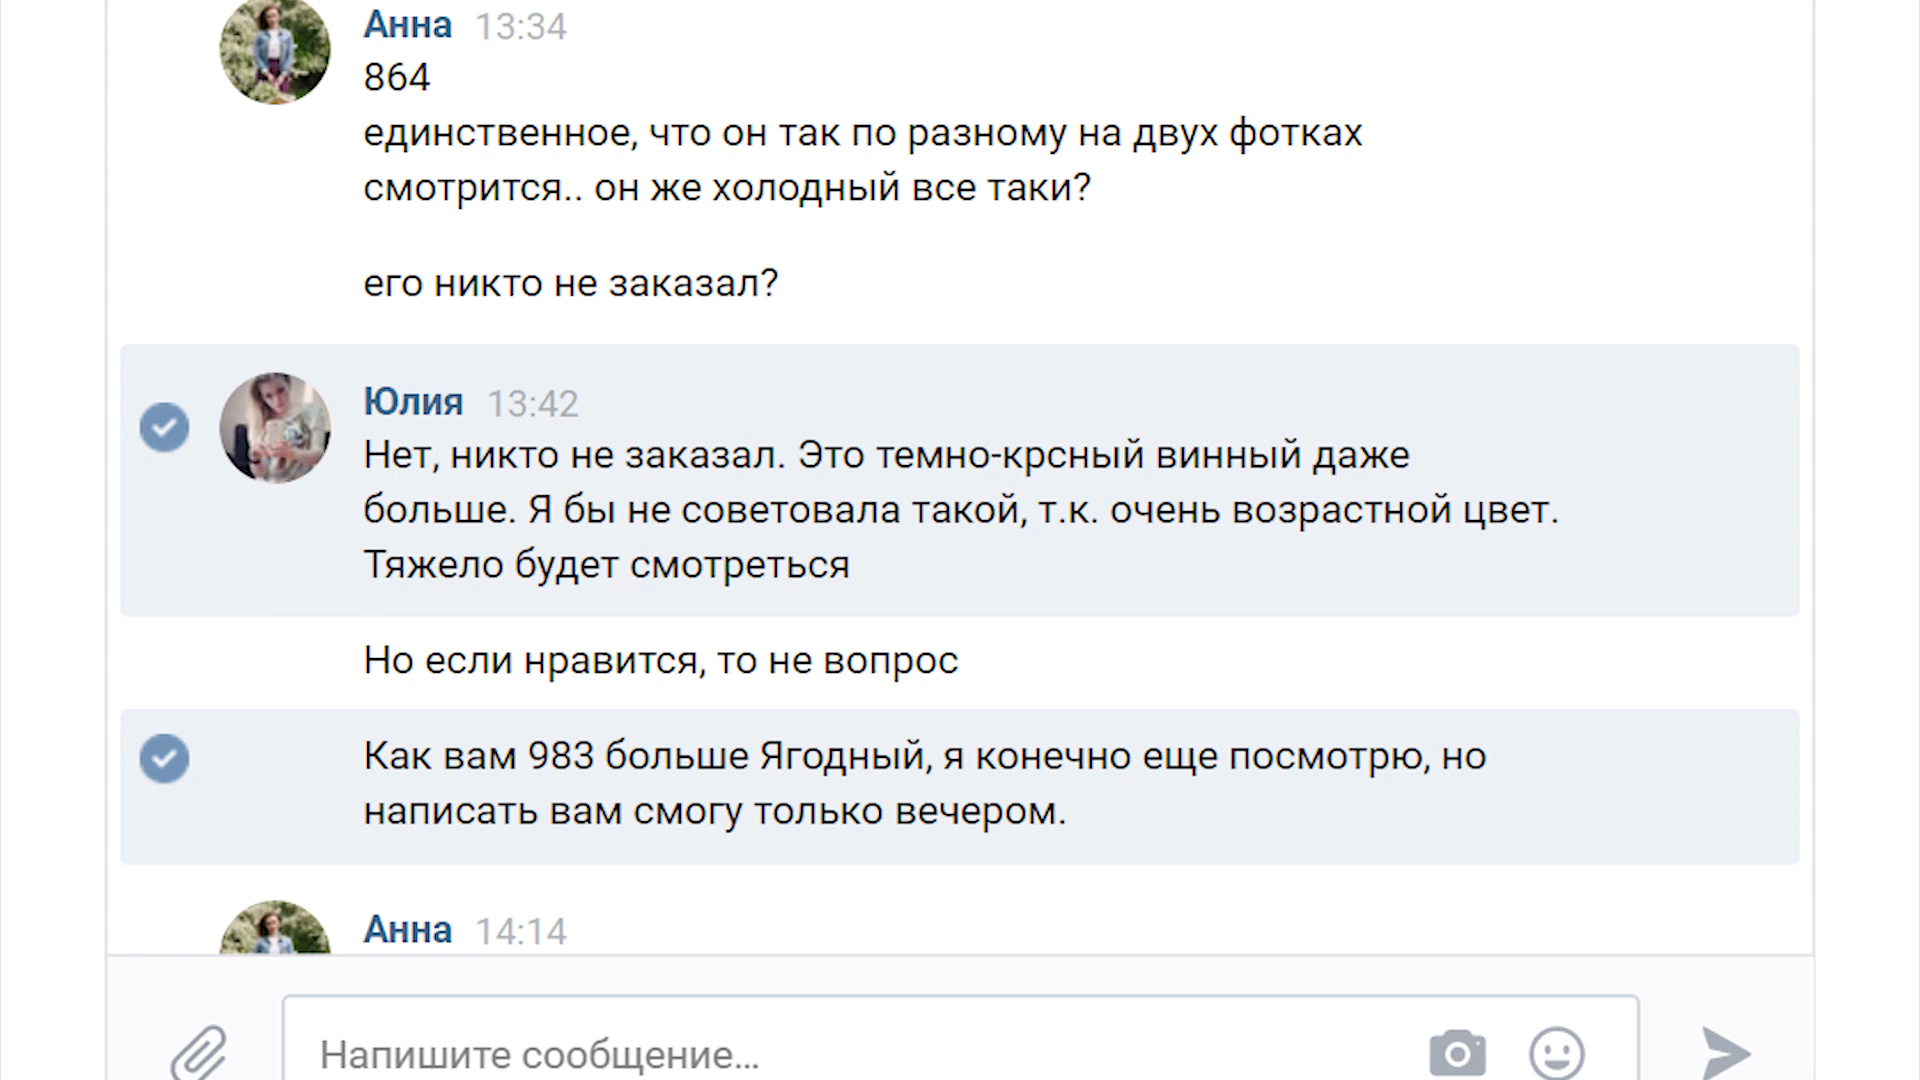 Анна 13:34
864
единственное, что он так по разному на двух фотках
смотрится.. он же холодный все таки?
его никто не заказал?
Юлия 13:42
Нет, никто не заказал. Это темно-крсный винный даже
больше. Я бы не советовала такой, т.к. очень возрастной цвет.
Тяжело будет смотреться
Но если нравится, то не вопрос
Как вам 983 больше Ягодный, я конечно еще посмотрю, но
написать вам смогу только вечером.
Анна 14:14
Напишите сообщение...